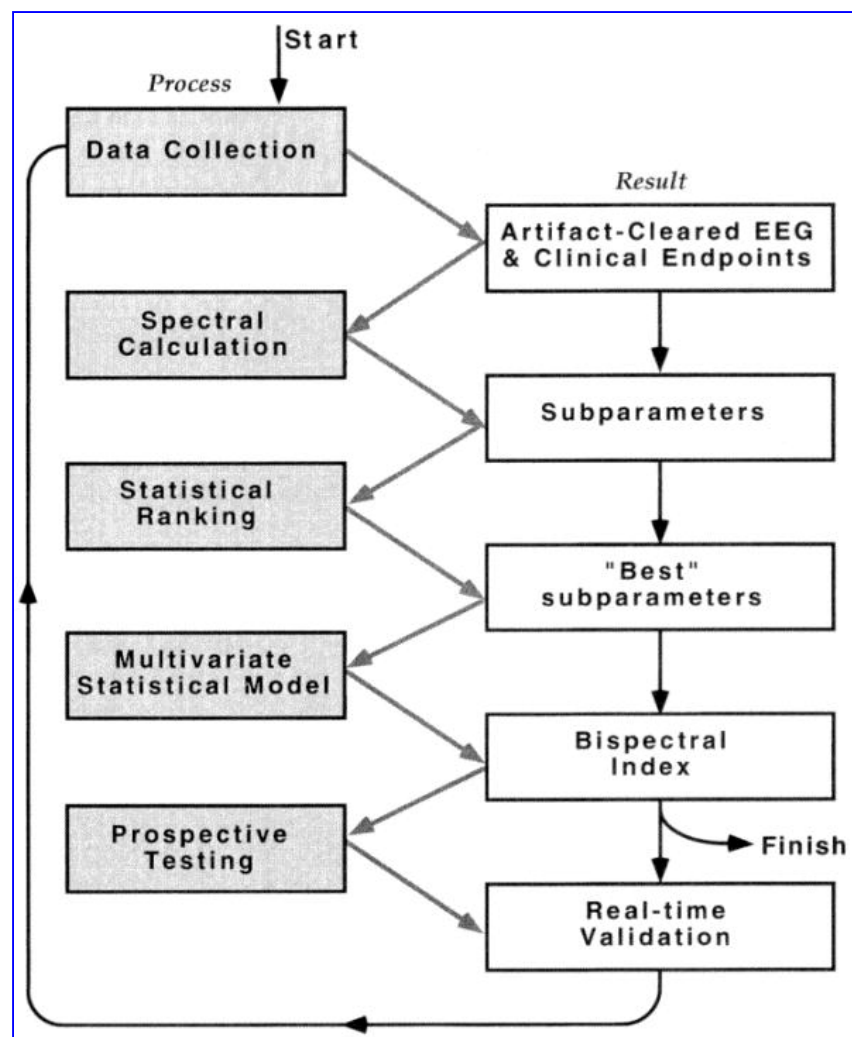 Start
Process
Data Collection
Result
Artifact-Cleared EEG
& Clinical Endpoints
Spectral
Calculation
Subparameters
Statistical
Ranking
"Best"
subparameters
Multivariate
Statistical Model
Bispectral
Index
Prospective
Testing
Finish
Real-time
Validation